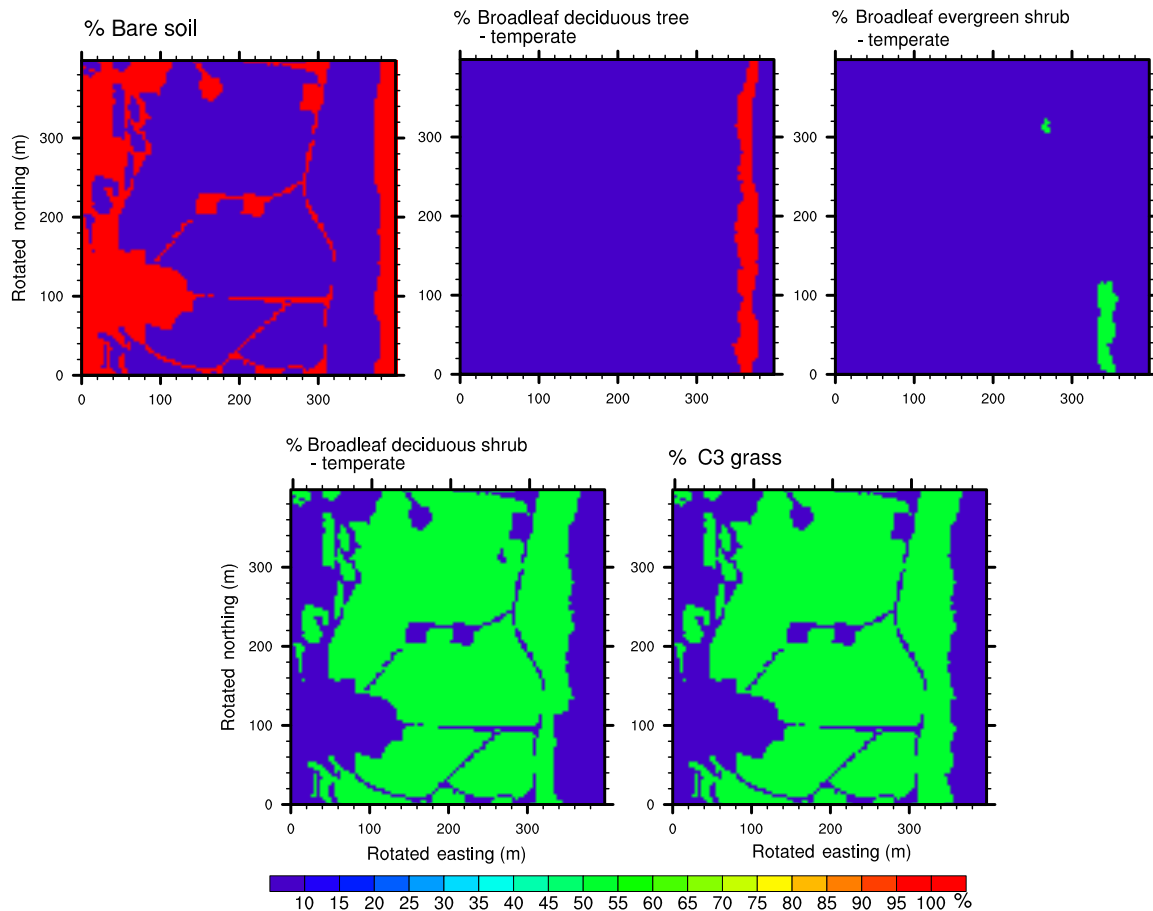 % Bare soil
% Broadleaf deciduous tree
- temperate
% Broadleaf evergreen shrub
- temperate
Rotated northing (m)
300
200
100
0
0 100 200 300
300
200
100
0
0 100 200 300
300
200
100
0
0 100 200 300
% Broadleaf deciduous shrub
- temperate
% C3 grass
Rotated northing (m)
300
200
100
0
0 100 200 300
Rotated easting (m)
300
200
100
0
0 100 200 300
Rotated easting (m)
10 15 20 30 35 40 45 50 55 60 65 70 75 80 85 90 95 100 %